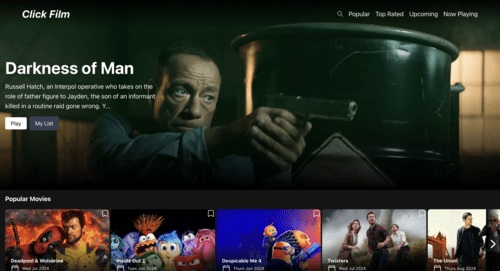 Click Film
Popular Top Rated Upcoming Now Playing
Darkness of Man
Russell Hatch, an Interpol operative who takes on the
role of father figure to Jayden, the son of an informant
killed in a routine raid gone wrong. Y...
Play My List
Popular Movies
Deadpool & Wolverine Inside Out 2 Despicable Me 4 Twisters The Union
Wed Jul 2024 Tues Jun 2024 Thurs Jun 2024 Wed Jul 2024 Thurs Aug 2024